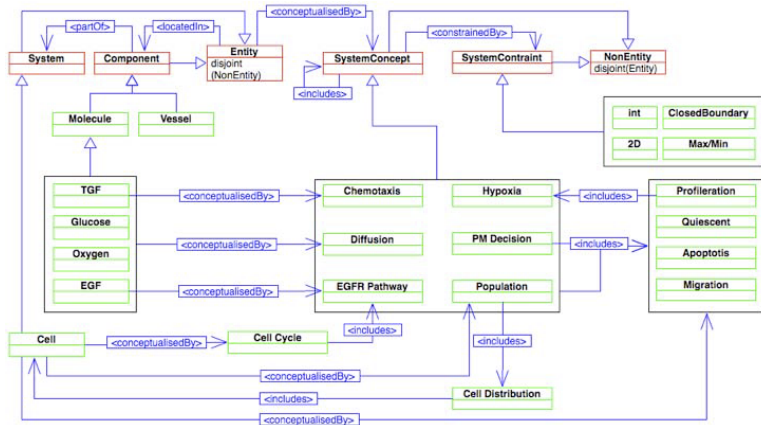 <conceptualisedBy>
<partOf>
<locatedIn>
<constrainedBy>
System
Component
Entity
disjoint
(NonEntity)
SystemConcept
SystemContraint
NonEntity
disjoint(Entity)
<includes>
Molecule
Vessel
int
ClosedBoundary
2D
Max/Min
TGF
<conceptualisedBy>
Chemotaxis
Hypoxia
<includes>
Profileration
Glucose
Quiescent
Diffusion
PM Decision
<includes>
<conceptualisedBy>
Oxygen
Apoptotis
EGF
<conceptualisedBy>
EGFR Pathway
Population
Migration
<includes>
Cell
<conceptualisedBy>
Cell Cycle
<includes>
<conceptualisedBy>
Cell Distribution
<includes>
<conceptualisedBy>